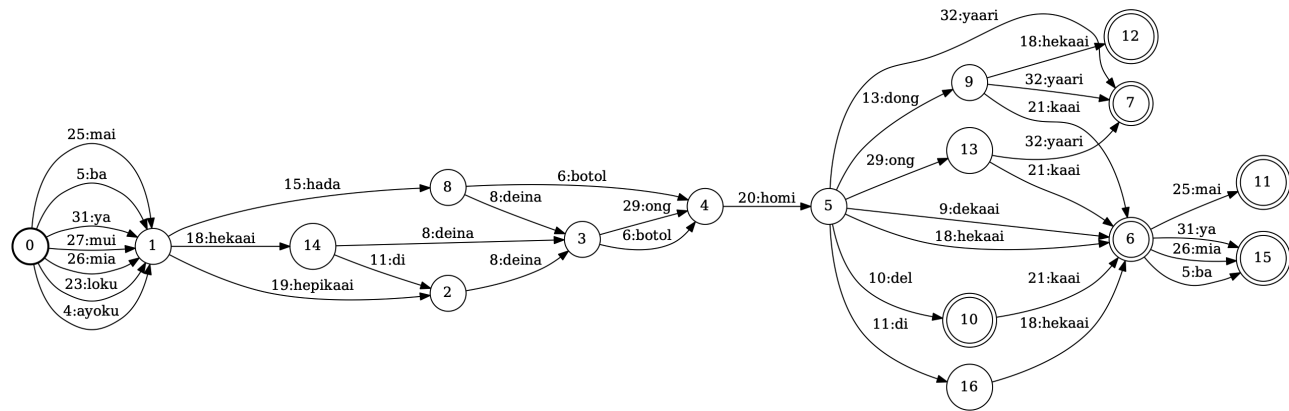 0
25:mai
5:ba
31:ya
27:mui
26:mia
23:loku
4:ayoku
1
15:hada
18:hekaai
19:hepikaai
8
14
2
6:botol
8:deina
8:deina
11:di
8:deina
3
29:ong
6:botol
4
20:homi
5
32:yaari
13:dong
29:ong
9:dekaai
18:hekaai
10:del
11:di
9
13
10
16
18:hekaai
32:yaari
21:kaai
32:yaari
21:kaai
21:kaai
18:hekaai
12
7
6
25:mai
31:ya
26:mia
5:ba
11
15